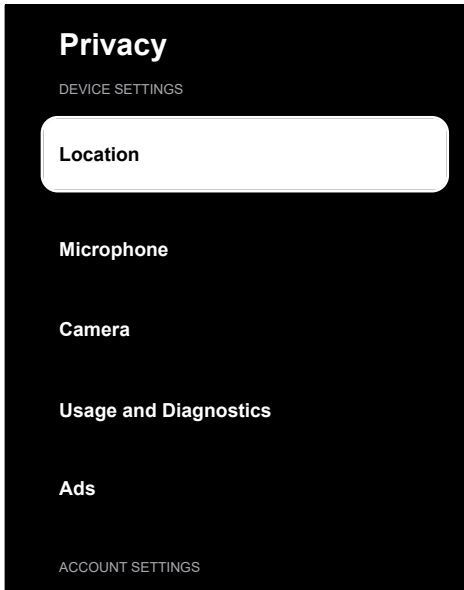 Privacy
DEVICE SETTINGS
Location
Microphone
Camera
Usage and Diagnostics
Ads
ACCOUNT SETTINGS